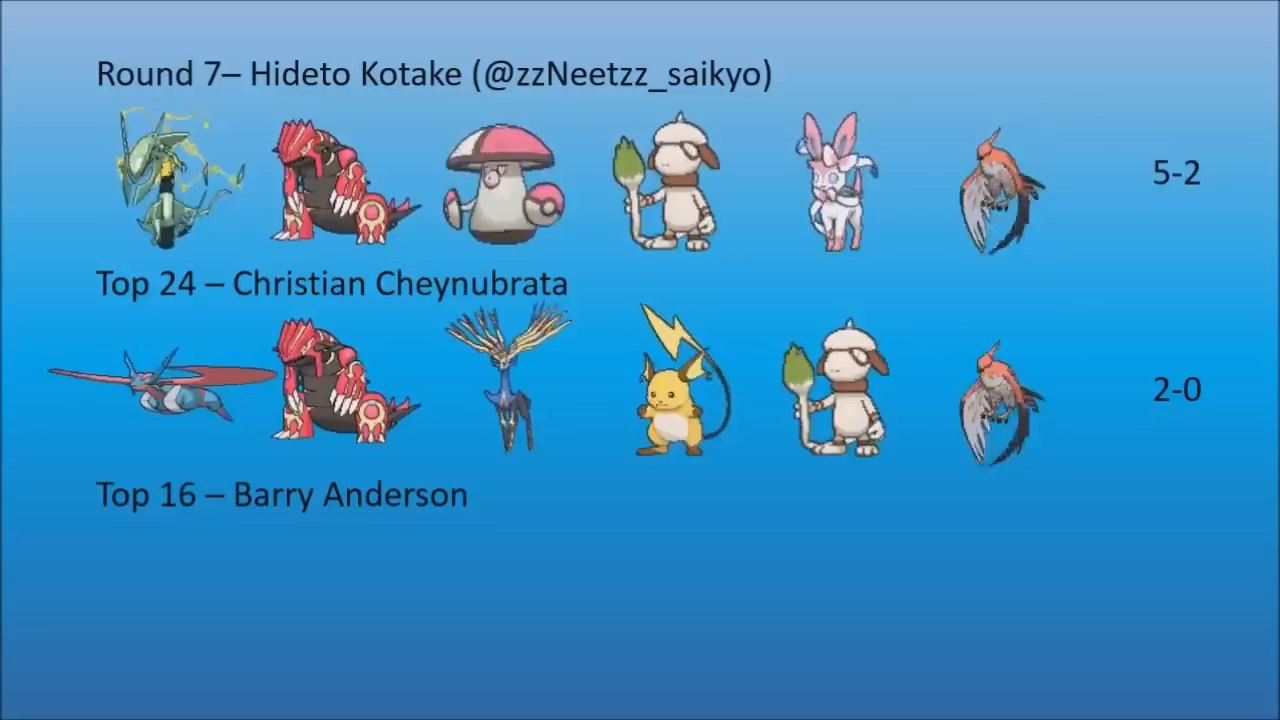 Round 7– Hideto Kotake (@zzNeetzz_saikyo)
5-2
Top 24 – Christian Cheynubrata
2-0
Top 16 – Barry Anderson